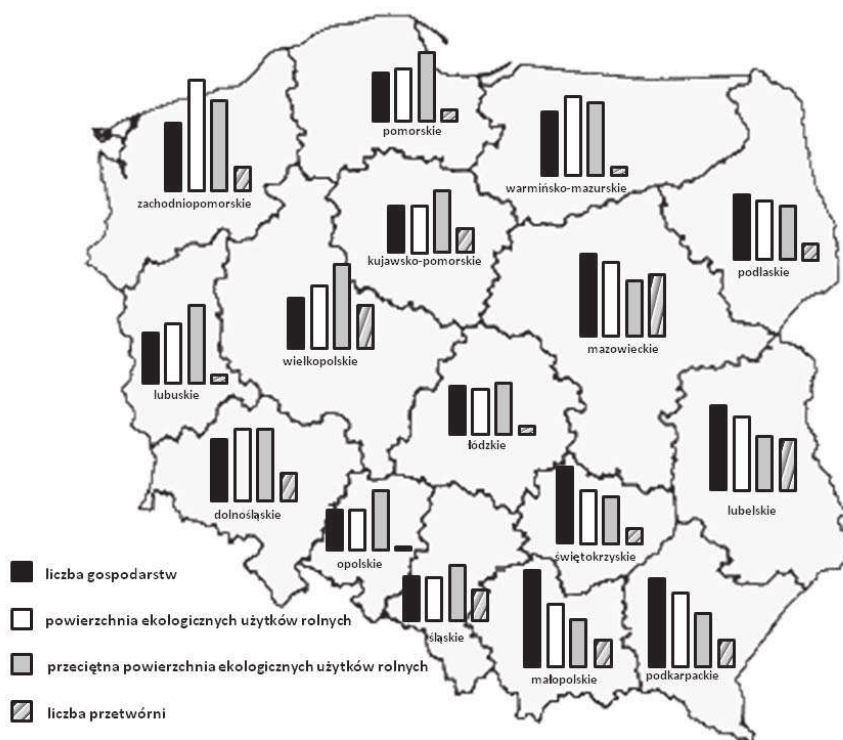 pomorskie
warmińsko-mazurskie
zachodniopomorskie
kujawsko-pomorskie
podlaskie
mazowieckie
wielkopolskie
lubuskie
łódzkie
dolnośląskie
lubelskie
opolskie
świętokrzyskie
śląskie
małopolskie
podkarpackie
liczba gospodarstw
powierzchnia ekologicznych użytków rolnych
przeciętna powierzchnia ekologicznych użytków rolnych
liczba przetwórni